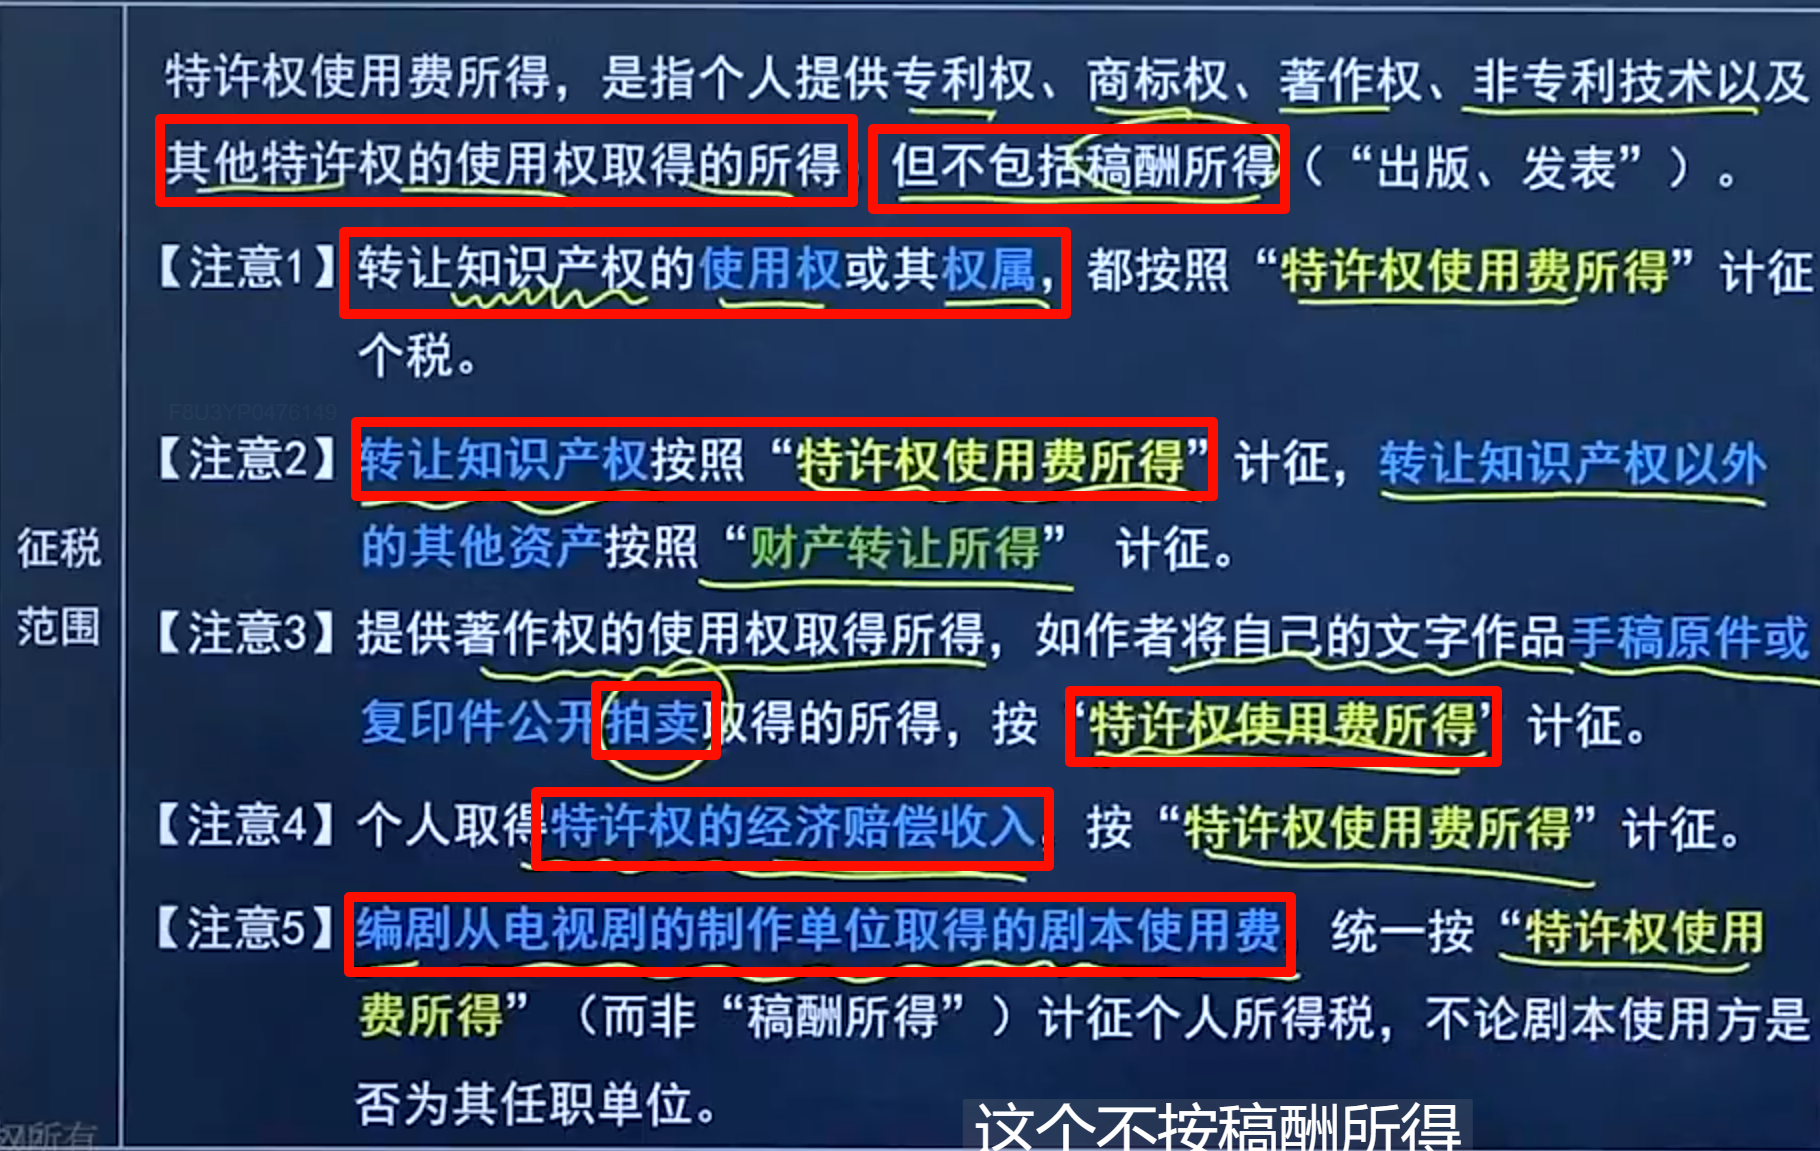 特许权使用费所得，是指个人提供专利权、商标权、著作权、非专利技术以及
其他特许权的使用权取得的所得，但不包括稿酬所得（“出版、发表”）。
【注意1】转让知识产权的使用权或其权属，都按照“特许权使用费所得”计征
个税。
F8U3YP0476149
【注意2】转让知识产权按照“特许权使用费所得”计征，转让知识产权以外
的其他资产按照“财产转让所得”计征。
征税
范围
【注意3】提供著作权的使用权取得所得，如作者将自己的文字作品手稿原件或
复印件公开拍卖取得的所得，按“特许权使用费所得”计征。
【注意4】个人取得特许权的经济赔偿收入，按“特许权使用费所得”计征。
【注意5】编剧从电视剧的制作单位取得的剧本使用费，统一按“特许权使用
费所得”（而非“稿酬所得”）计征个人所得税，不论剧本使用方是
否为其任职单位。
权所有
这个不按稿酬所得